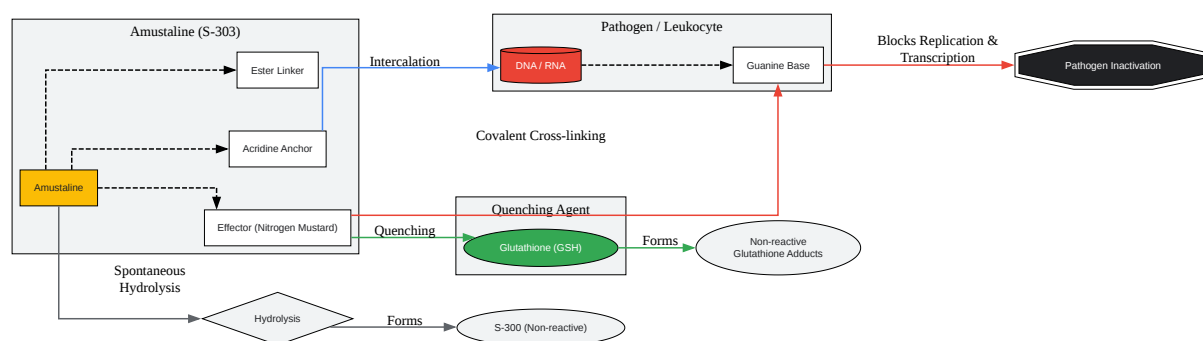 Amustaline (S-303)
Pathogen / Leukocyte
Blocks Replication &
Transcription
Ester Linker
Intercalation
DNA / RNA
Guanine Base
Pathogen Inactivation
Covalent Cross-linking
Acridine Anchor
Amustaline
Effector (Nitrogen Mustard)
Quenching
Quenching Agent
Glutathione (GSH)
Forms
Non-reactive
Glutathione Adducts
Spontaneous
Hydrolysis
Hydrolysis
Forms
S-300 (Non-reactive)